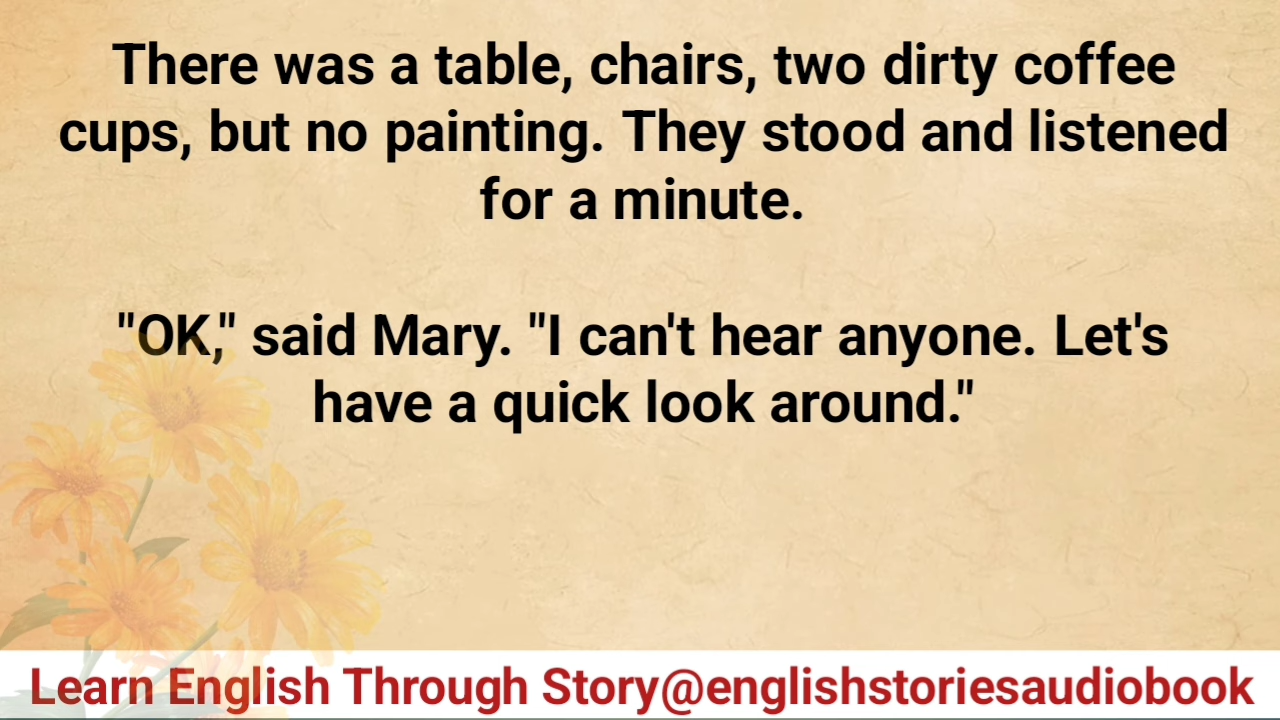 There was a table, chairs, two dirty coffee
cups, but no painting. They stood and listened
for a minute.
"OK," said Mary. "I can't hear anyone. Let's
have a quick look around."
Learn English Through Story@englishstoriesaudiobook